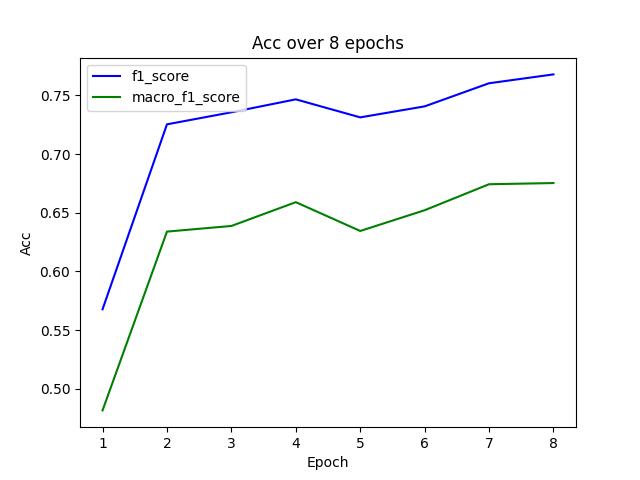 Acc over 8 epochs
f1_score
macro_f1_score
0.75
0.70
0.65
0.60
0.55
0.50
Acc
1 2 3 4 5 6 7 8
Epoch